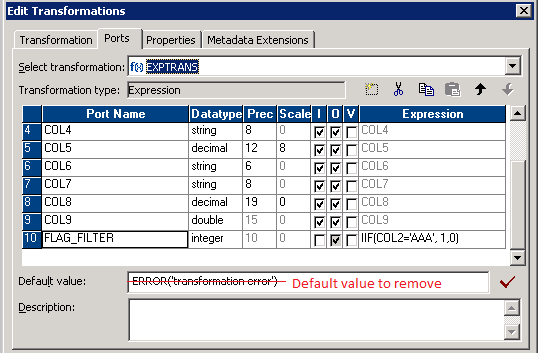 Edit Transformations
Transformation Ports Properties Metadata Extensions
Select transformation: f(x) EXPTRANS
Transformation type: Expression
Port Name Datatype Prec Scale I O V Expression
4 COL4 string 8 0 COL4
5 COL5 decimal 12 8 COL5
6 COL6 string 6 0 COL6
7 COL7 string 8 0 COL7
8 COL8 decimal 19 0 COL8
9 COL9 double 15 0 COL9
10 FLAG_FILTER integer 10 0 IIF(COL2='AAA', 1,0)
Default value: ERROR('transformation error') Default value to remove
Description: